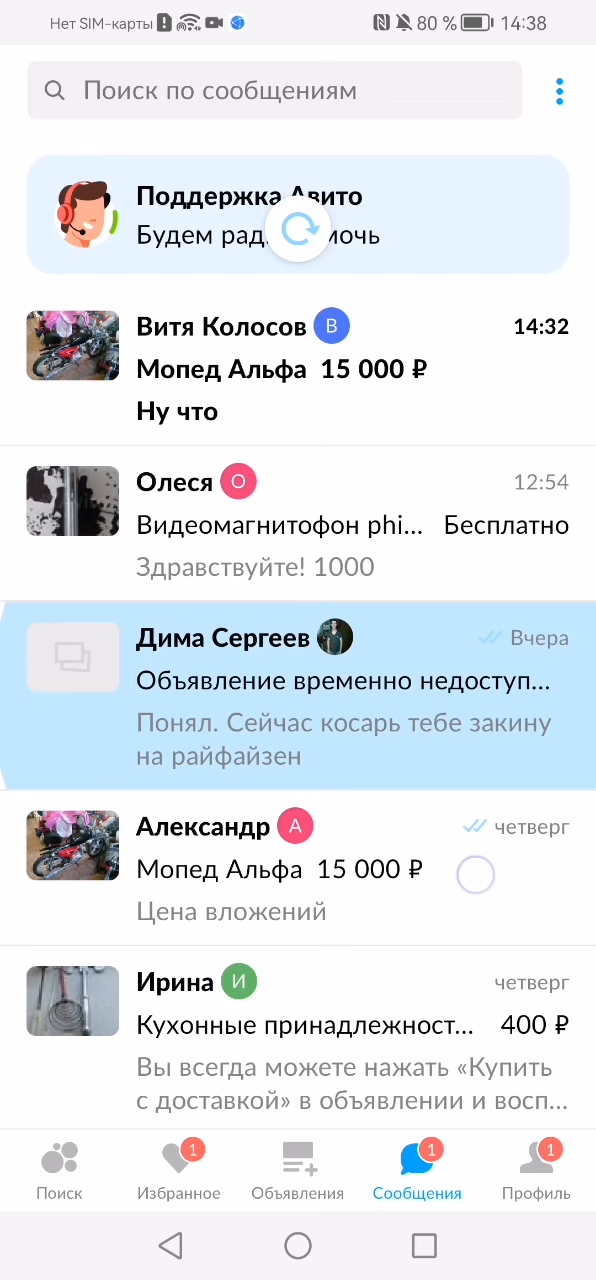 Нет SIM-карты 80 % 14:38
Поиск по сообщениям
Поддержка Авито
Будем рад
мочь
Витя Колосов В 14:32
Мопед Альфа 15 000 ₽
Ну что
Олеся О 12:54
Видеомагнитофон phi... Бесплатно
Здравствуйте! 1000
Дима Сергеев Вчера
Объявление временно недоступ...
Понял. Сейчас косарь тебе закину
на райфайзен
Александр А четверг
Мопед Альфа 15 000 ₽
Цена вложений
Ирина И четверг
Кухонные принадлежност... 400 ₽
Вы всегда можете нажать «Купить
с доставкой» в объявлении и восп...
1 1 1
Поиск Избранное Объявления Сообщения Профиль